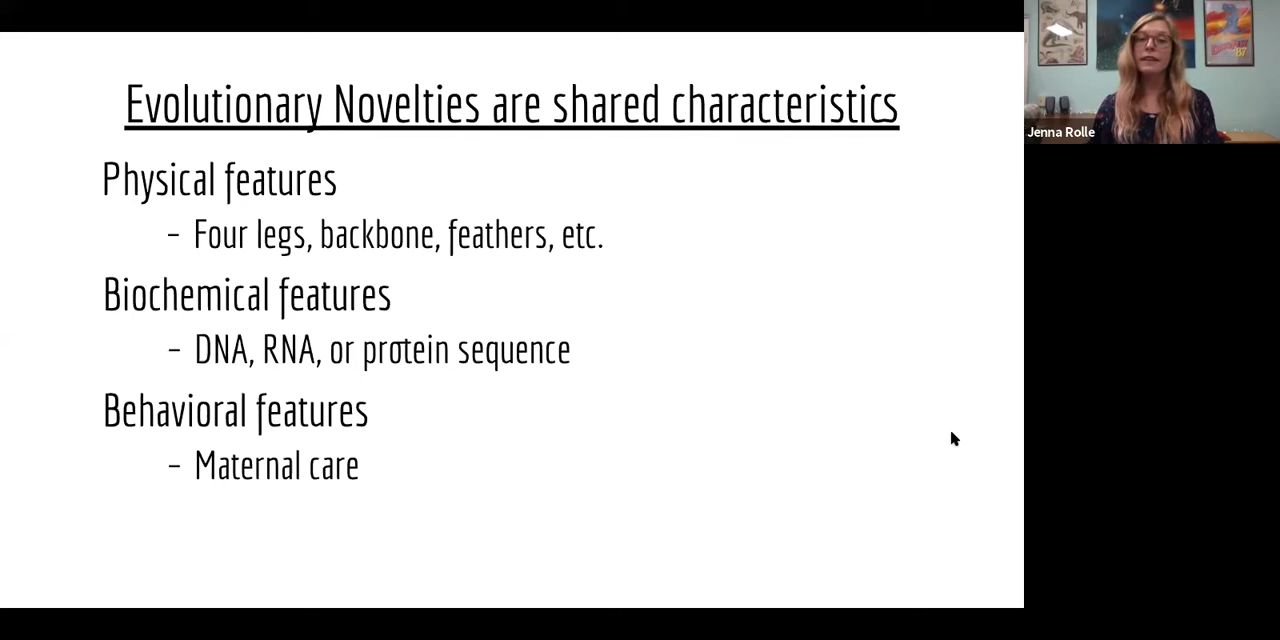 Evolutionary Novelties are shared characteristics
Physical features
– Four legs, backbone, feathers, etc.
Biochemical features
– DNA, RNA, or protein sequence
Behavioral features
– Maternal care
Jenna Rolle